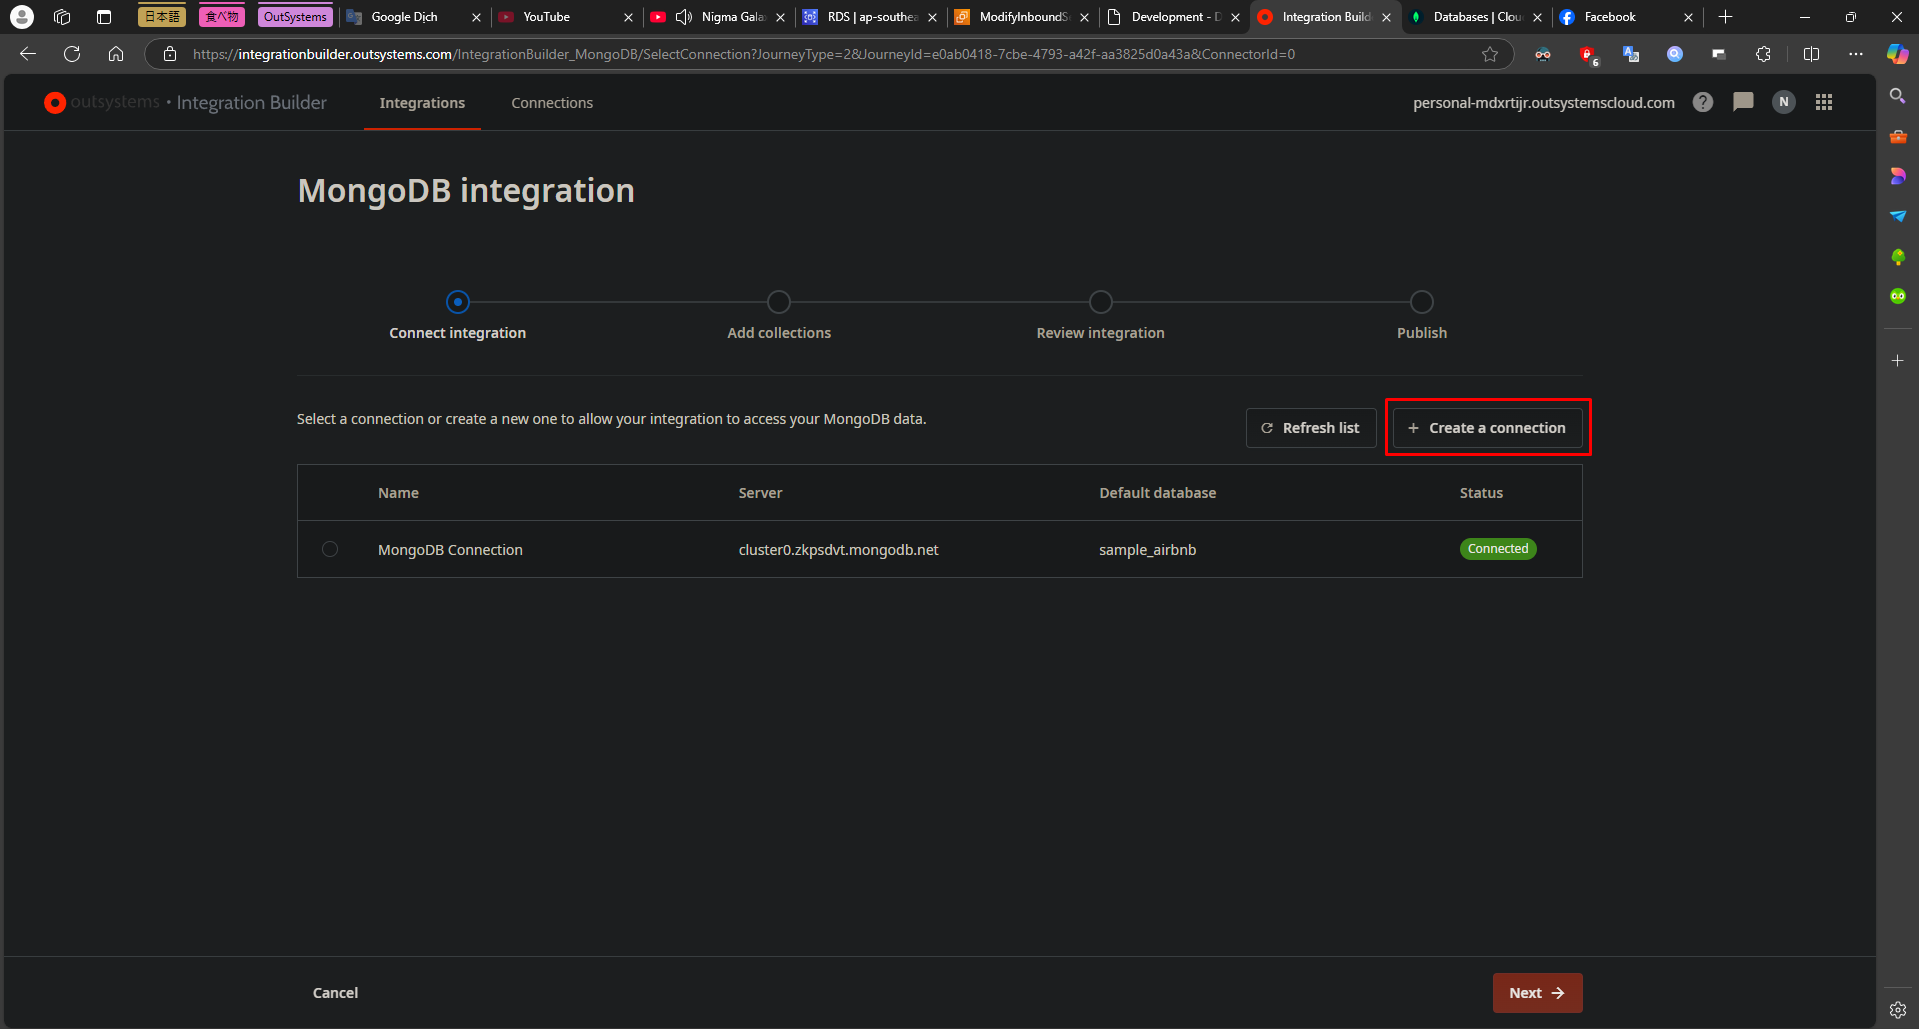 日本語
食べ物
OutSystems
Google Dịch
YouTube
Nigma Gala
RDS | ap-southea
ModifyInboundS
Development - D
Integration Build
Databases | Clou
Facebook
https://integrationbuilder.outsystems.com/IntegrationBuilder_MongoDB/SelectConnection?JourneyType=2&JourneyId=e0ab0418-7cbe-4793-a42f-aa3825d0a43a&ConnectorId=0
6
outsystems • Integration Builder
Integrations
Connections
personal-mdxrtijr.outsystemscloud.com
N
MongoDB integration
Connect integration
Add collections
Review integration
Publish
Select a connection or create a new one to allow your integration to access your MongoDB data.
Refresh list
+ Create a connection
Name Server Default database Status
MongoDB Connection cluster0.zkpsdvt.mongodb.net sample_airbnb Connected
Cancel
Next →